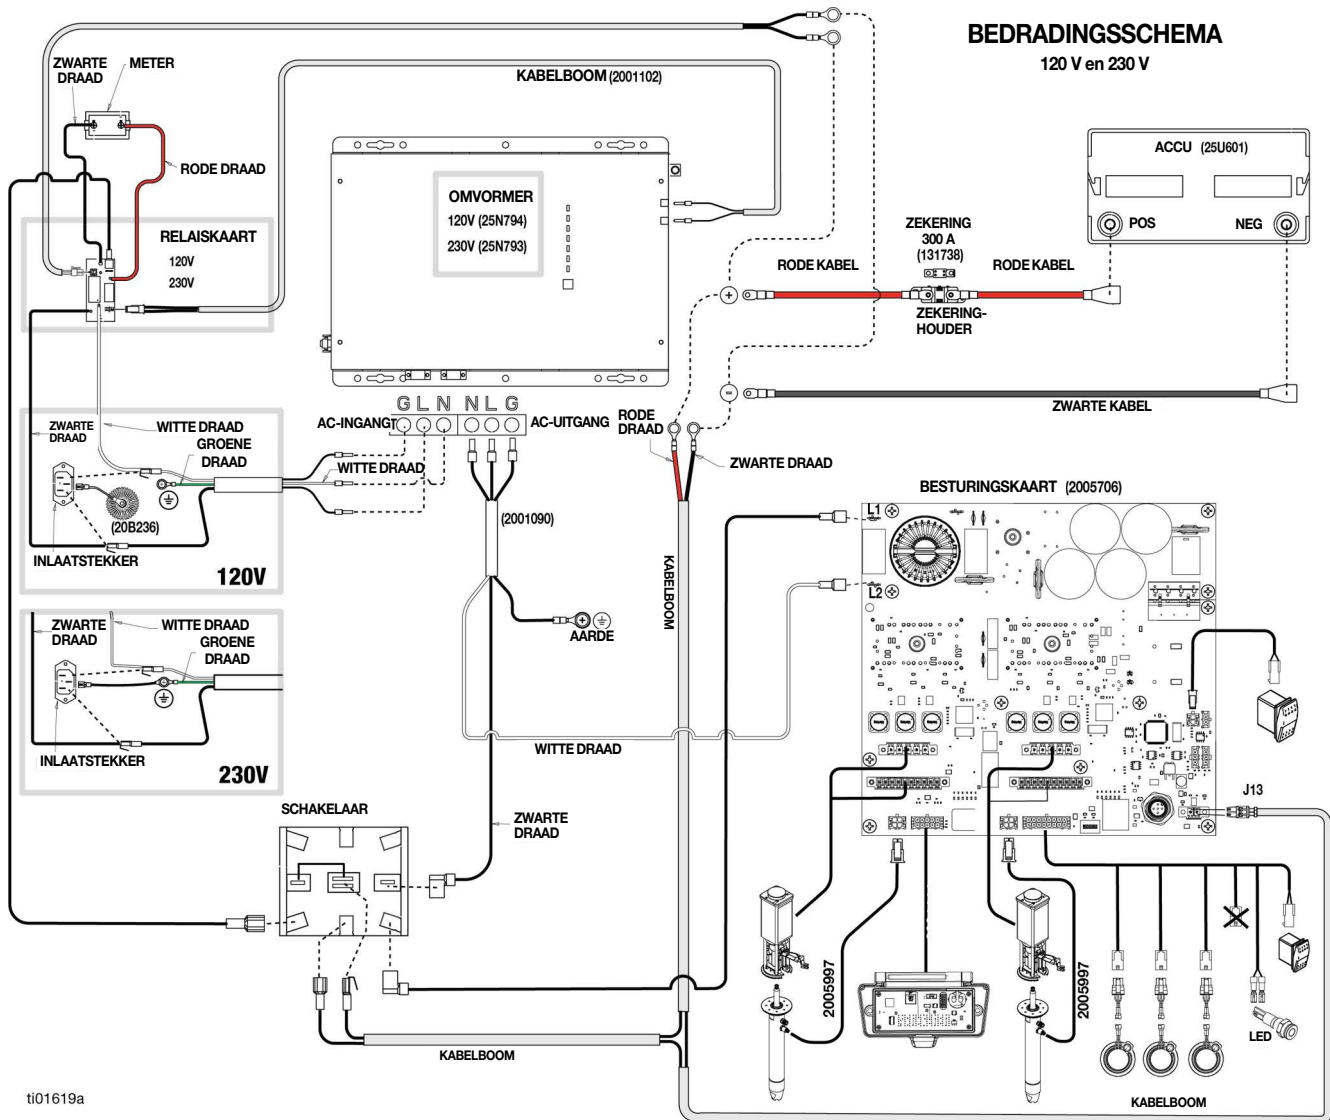 BEDRADINGSSCHEMA
120 V en 230 V
ZWARTE
DRAAD
METER
KABELBOOM (2001102)
RODE DRAAD
ACCU (25U601)
POS
NEG
OMVORMER
120V (25N794)
230V (25N793)
RELAISKAART
120V
230V
ZEKERING
300 A
(131738)
RODE KABEL
RODE KABEL
+
ZEKERING-
HOUDER
-
ZWARTE KABEL
G L N N L G
AC-INGANGT
AC-UITGANG
RODE
DRAAD
ZWARTE DRAAD
ZWARTE
DRAAD
WITTE DRAAD
GROENE
DRAAD
WITTE DRAAD
(20B236)
INLAATSTEKKER
120V
(2001090)
KABELBOOM
AARDE
BESTURINGSKAART (2005706)
L1
L2
ZWARTE
DRAAD
WITTE DRAAD
GROENE
DRAAD
INLAATSTEKKER
230V
WITTE DRAAD
SCHAKELAAR
ZWARTE
DRAAD
J13
2005997
2005997
LED
KABELBOOM
KABELBOOM
ti01619a